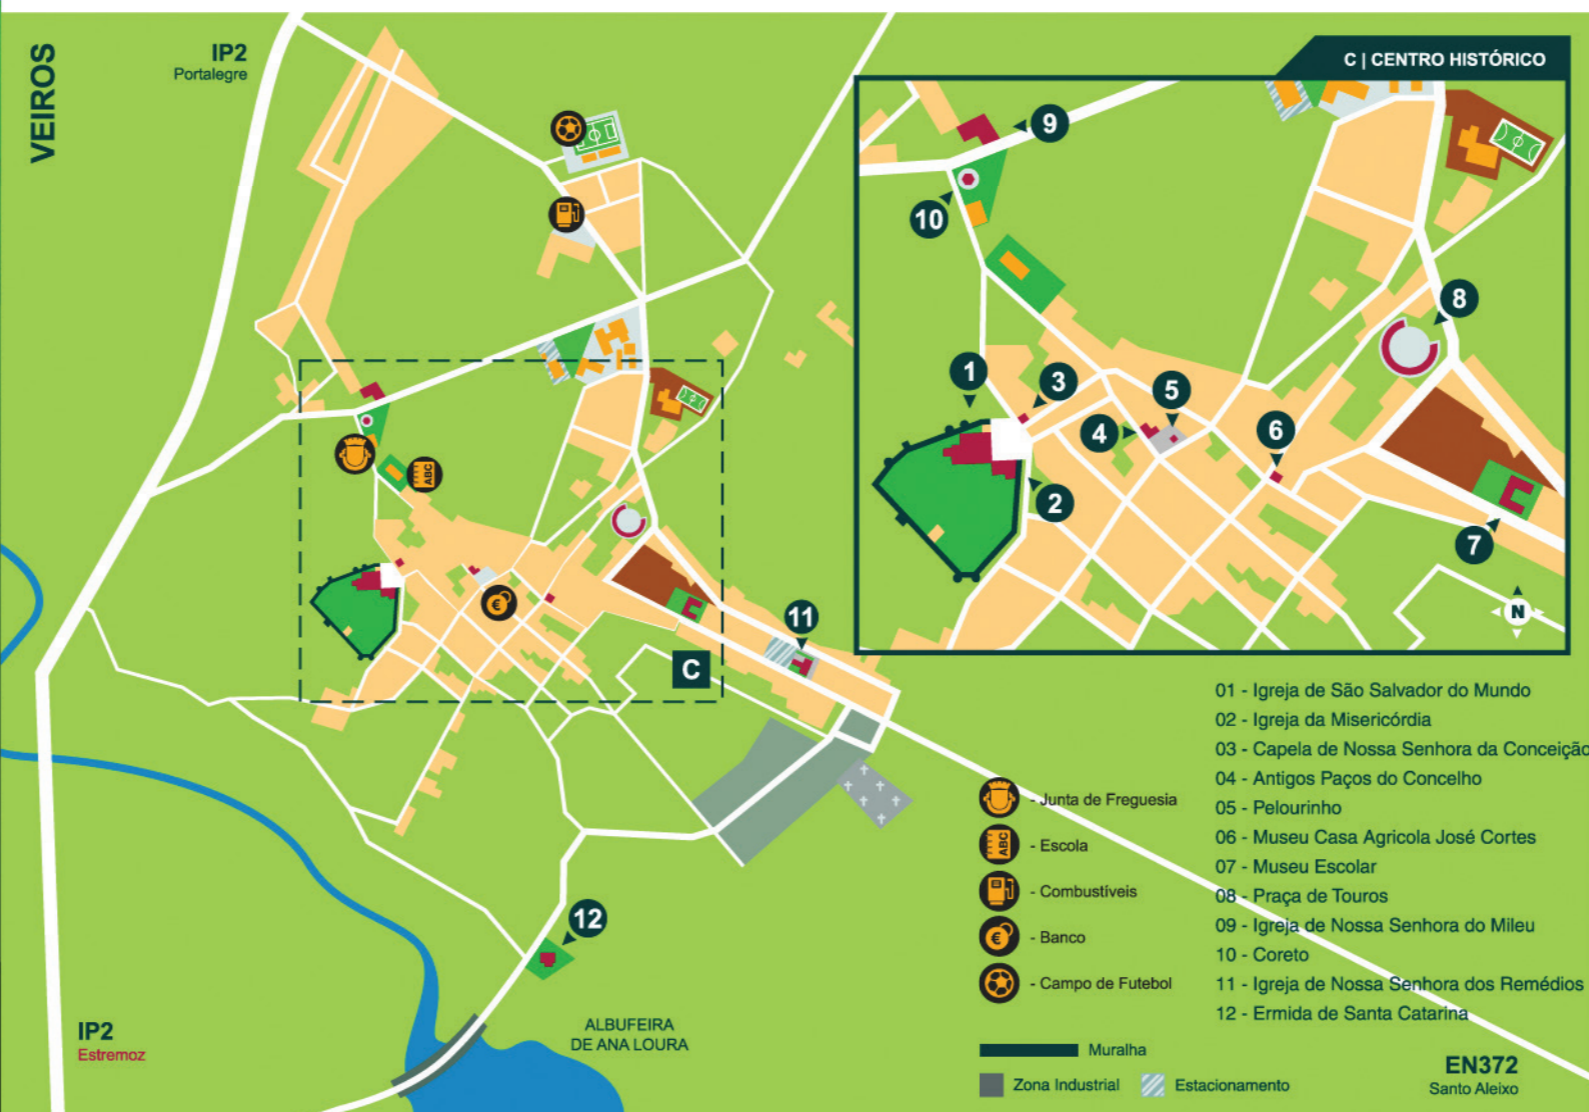 VEIROS
IP2
Portalegre
C | CENTRO HISTÓRICO
9
10
8
1
3
5
4
6
2
7
N
ABC
€
11
C
12
01 - Igreja de São Salvador do Mundo
02 - Igreja da Misericórdia
03 - Capela de Nossa Senhora da Conceição
04 - Antigos Paços do Concelho
05 - Pelourinho
06 - Museu Casa Agricola José Cortes
07 - Museu Escolar
08 - Praça de Touros
09 - Igreja de Nossa Senhora do Mileu
10 - Coreto
11 - Igreja de Nossa Senhora dos Remédios
12 - Ermida de Santa Catarina
- Junta de Freguesia
ABC - Escola
- Combustíveis
€ - Banco
- Campo de Futebol
Muralha
Zona Industrial
Estacionamento
IP2
Estremoz
ALBUFEIRA
DE ANA LOURA
EN372
Santo Aleixo